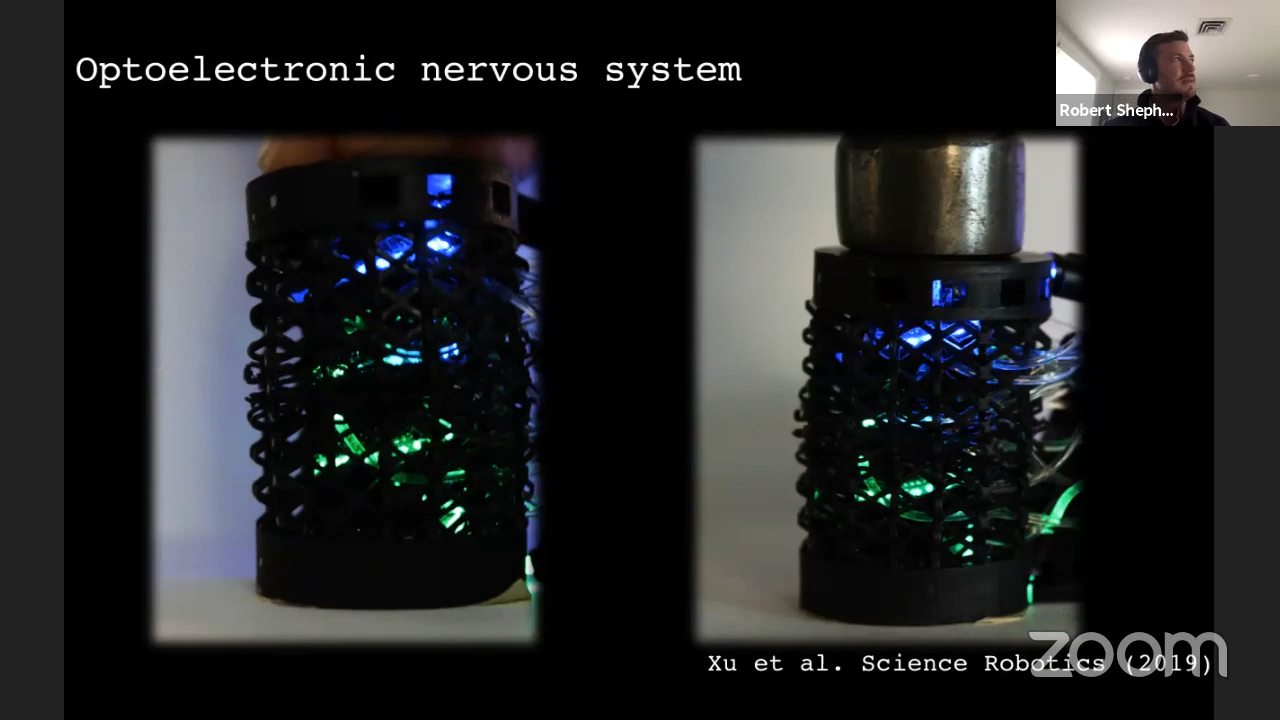 Optoelectronic nervous system
Robert Sheph...
Xu et al. Science Robotics (2019)
zoom